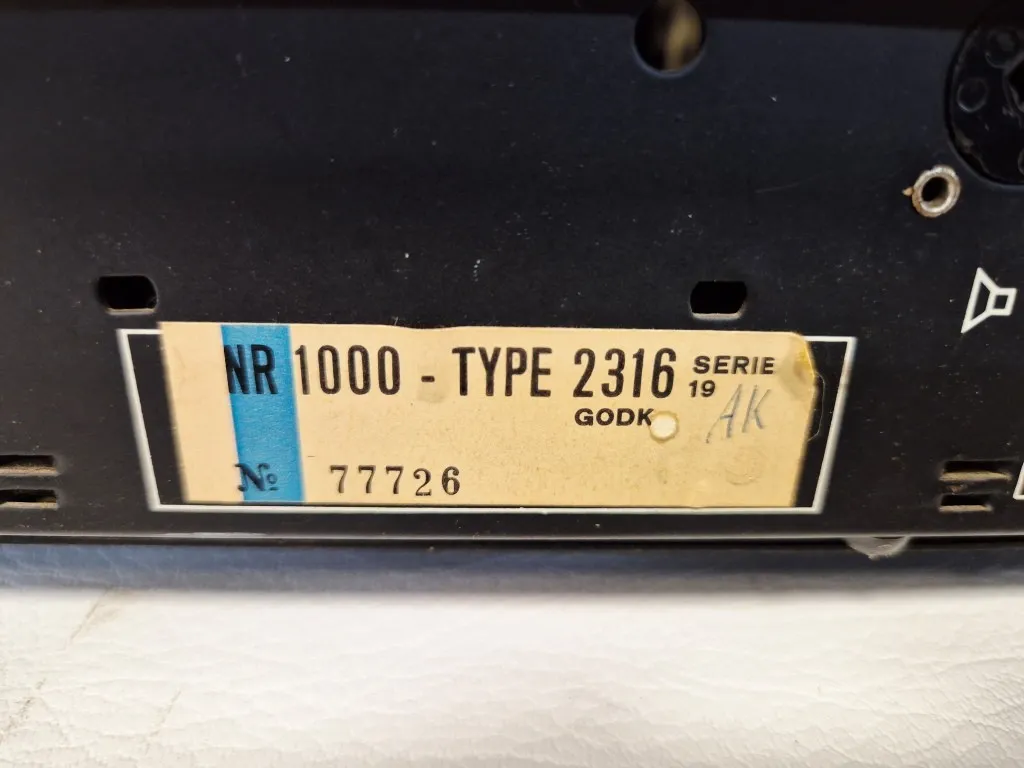 NR 1000 - TYPE 2316 SERIE 19
GODK AK
№ 77726